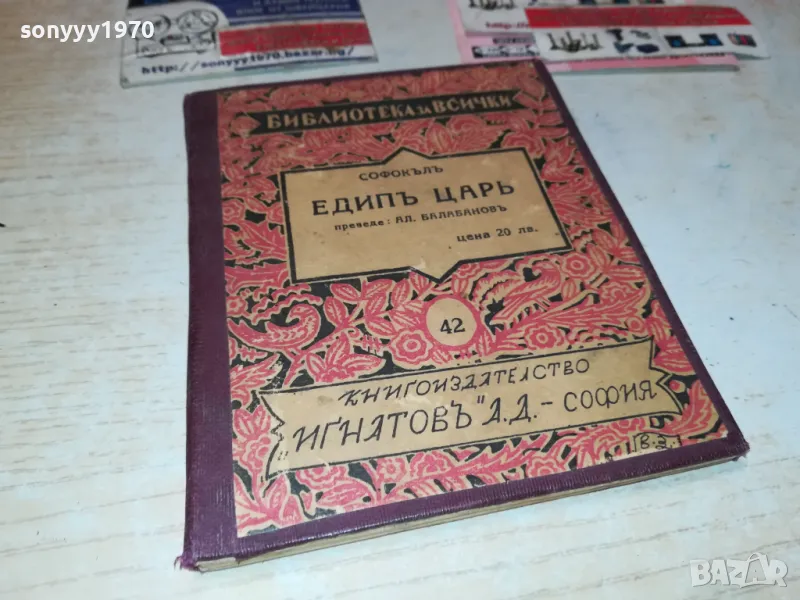 sonyyy1970
http://sonyyy1970.bazar.bg/
БИБЛИОТЕКА за ВСИЧКИ
СОФОКЪЛЪ
ЕДИПЪ ЦАРЬ
преведе: АЛ. БАЛАБАНОВЪ
цена 20 лв.
42
КНИГОИЗДАТЕЛСТВО
„ИГНАТОВЪ" А.Д. – СОФИЯ
В.З.
BAZAR